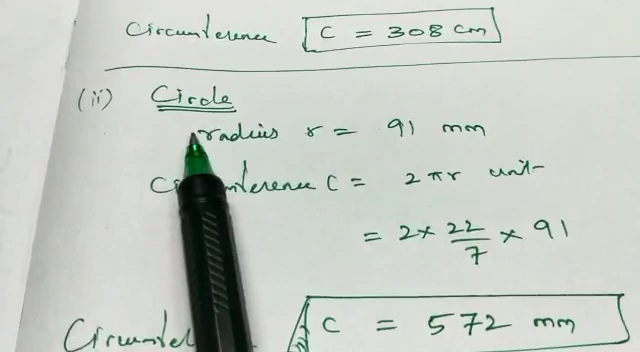 Circumference C = 308 cm
(ii) Circle
radius r = 91 mm
C = 2πr unit
= 2 × 22/7 × 91
C = 572 mm